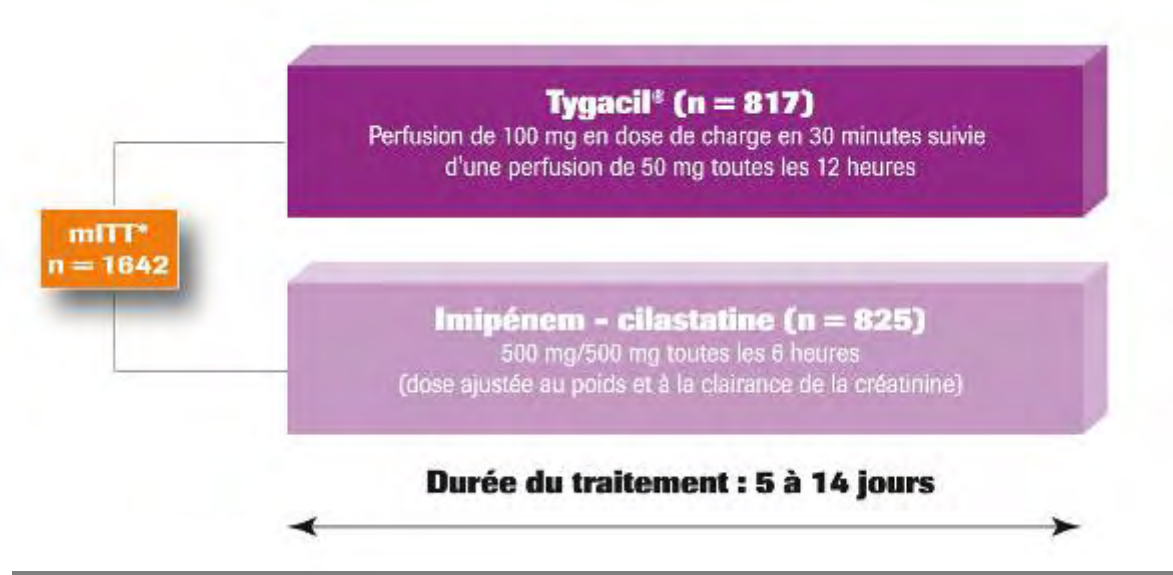 Tygacil® (n = 817)
Perfusion de 100 mg en dose de charge en 30 minutes suivie
d'une perfusion de 50 mg toutes les 12 heures
mITT*
n = 1642
Imipénem - cilastatine (n = 825)
500 mg/500 mg toutes les 6 heures
(dose ajustée au poids et à la clairance de la créatinine)
Durée du traitement : 5 à 14 jours